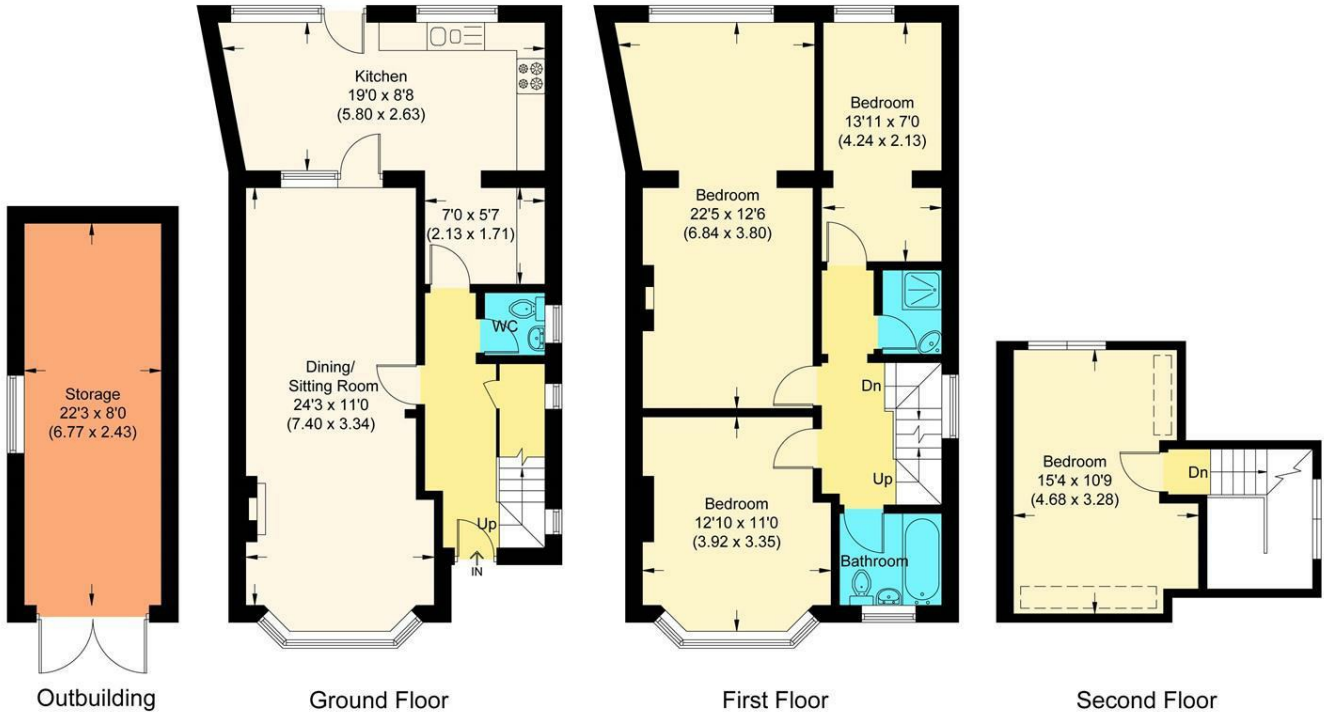 Storage
22'3 x 8'0
(6.77 x 2.43)
Outbuilding
Kitchen
19'0 x 8'8
(5.80 x 2.63)
7'0 x 5'7
(2.13 x 1.71)
WC
Dining/
Sitting Room
24'3 x 11'0
(7.40 x 3.34)
Up
IN
Ground Floor
Bedroom
13'11 x 7'0
(4.24 x 2.13)
Bedroom
22'5 x 12'6
(6.84 x 3.80)
Dn
Up
Bedroom
12'10 x 11'0
(3.92 x 3.35)
Bathroom
First Floor
Bedroom
15'4 x 10'9
(4.68 x 3.28)
Dn
Second Floor